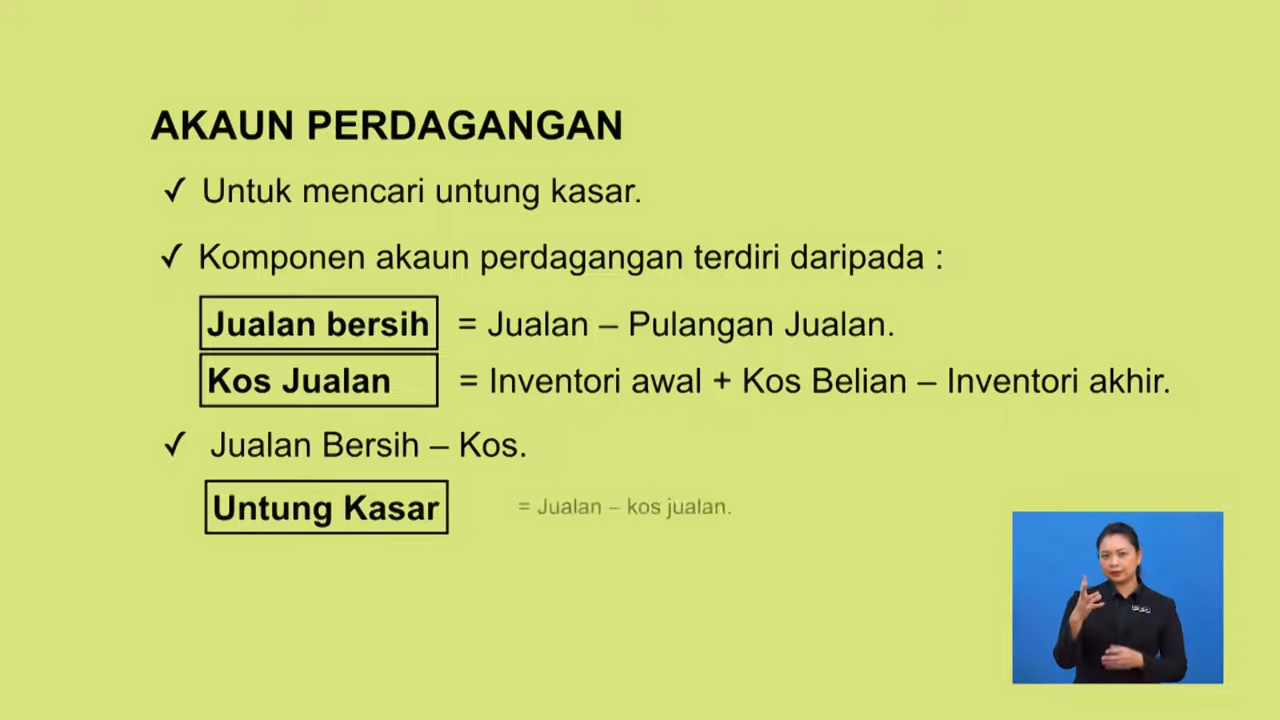 AKAUN PERDAGANGAN
✓ Untuk mencari untung kasar.
✓ Komponen akaun perdagangan terdiri daripada :
Jualan bersih = Jualan – Pulangan Jualan.
Kos Jualan = Inventori awal + Kos Belian – Inventori akhir.
✓ Jualan Bersih – Kos.
Untung Kasar = Jualan – kos jualan.